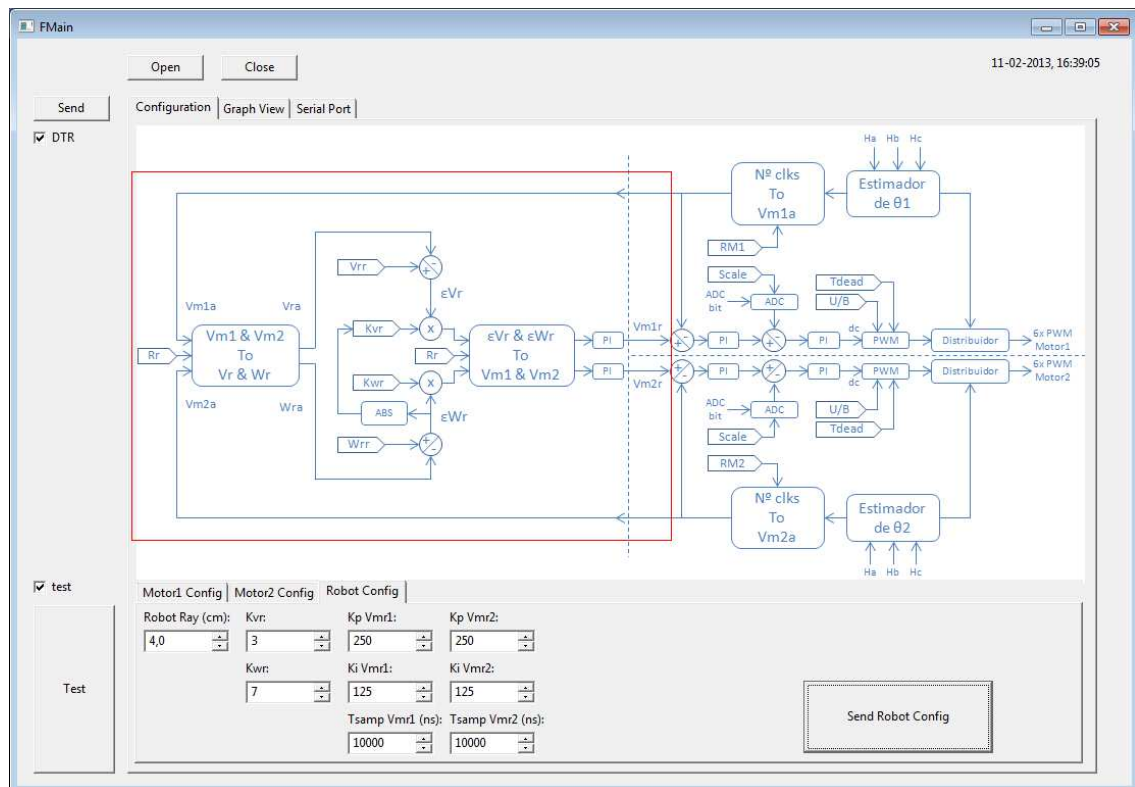 FMain
Open
Close
11-02-2013, 16:39:05
Send
DTR
Configuration
Graph View
Serial Port
Ha Hb Hc
Nº clks
To
Vm1a
Estimador
de θ1
RM1
Vrr
εVr
Scale
Tdead
ADC
bit
ADC
U/B
Vm1a
Vra
Kvr
x
Vm1 & Vm2
To
Vr & Wr
Rr
Rr
εVr & εWr
To
Vm1 & Vm2
PI
Vm1r
PI
PI
dc
PWM
Distribuidor
6x PWM
Motor1
Kwr
x
PI
Vm2r
PI
PI
dc
PWM
Distribuidor
6x PWM
Motor2
Vm2a
Wra
ABS
εWr
ADC
bit
ADC
U/B
Scale
Tdead
Wrr
RM2
Nº clks
To
Vm2a
Estimador
de θ2
Ha Hb Hc
test
Test
Motor1 Config
Motor2 Config
Robot Config
Robot Ray (cm):
Kvr:
Kp Vmr1:
Kp Vmr2:
4,0
3
250
250
Kwr:
Ki Vmr1:
Ki Vmr2:
7
125
125
Tsamp Vmr1 (ns):
Tsamp Vmr2 (ns):
10000
10000
Send Robot Config